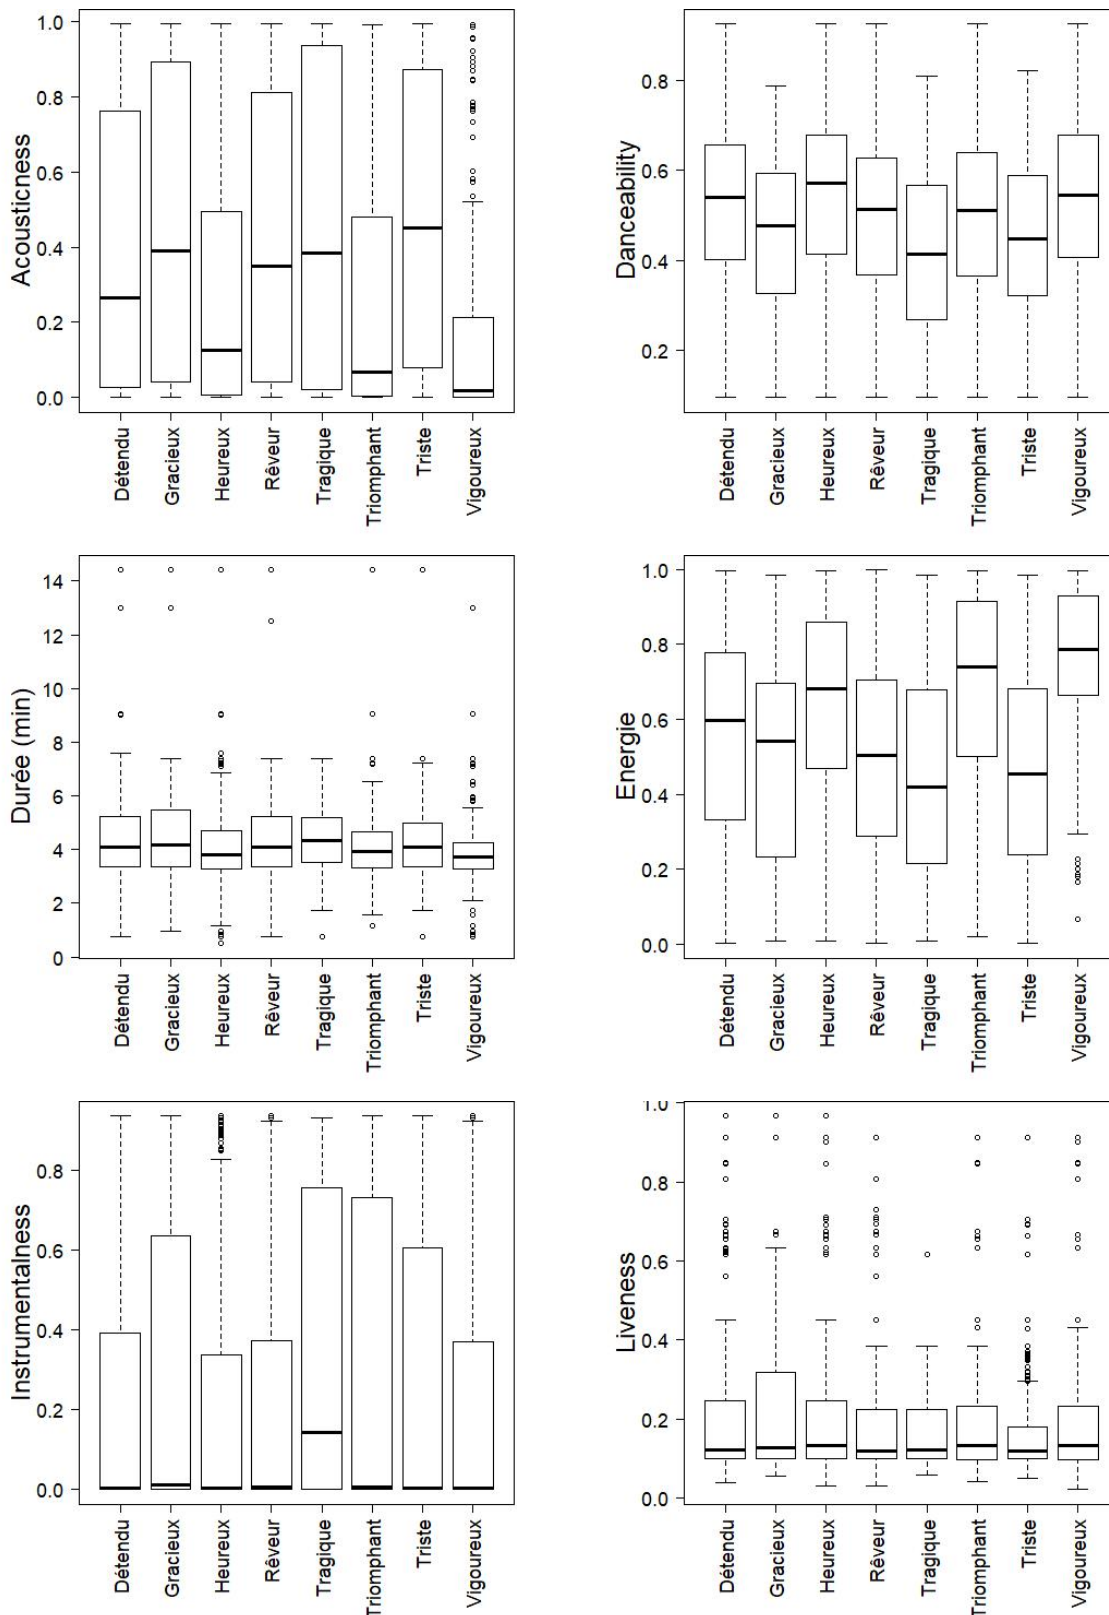 Acousticness
1.0
0.8
0.6
0.4
0.2
0.0
Détendu
Gracieux
Heureux
Rêveur
Tragique
Triomphant
Triste
Vigoureux
Danceability
0.8
0.6
0.4
0.2
Détendu
Gracieux
Heureux
Rêveur
Tragique
Triomphant
Triste
Vigoureux
Durée (min)
14
12
10
8
6
4
2
0
Détendu
Gracieux
Heureux
Rêveur
Tragique
Triomphant
Triste
Vigoureux
Energie
1.0
0.8
0.6
0.4
0.2
0.0
Détendu
Gracieux
Heureux
Rêveur
Tragique
Triomphant
Triste
Vigoureux
Instrumentalness
0.8
0.6
0.4
0.2
0.0
Détendu
Gracieux
Heureux
Rêveur
Tragique
Triomphant
Triste
Vigoureux
Liveness
1.0
0.8
0.6
0.4
0.2
0.0
Détendu
Gracieux
Heureux
Rêveur
Tragique
Triomphant
Triste
Vigoureux